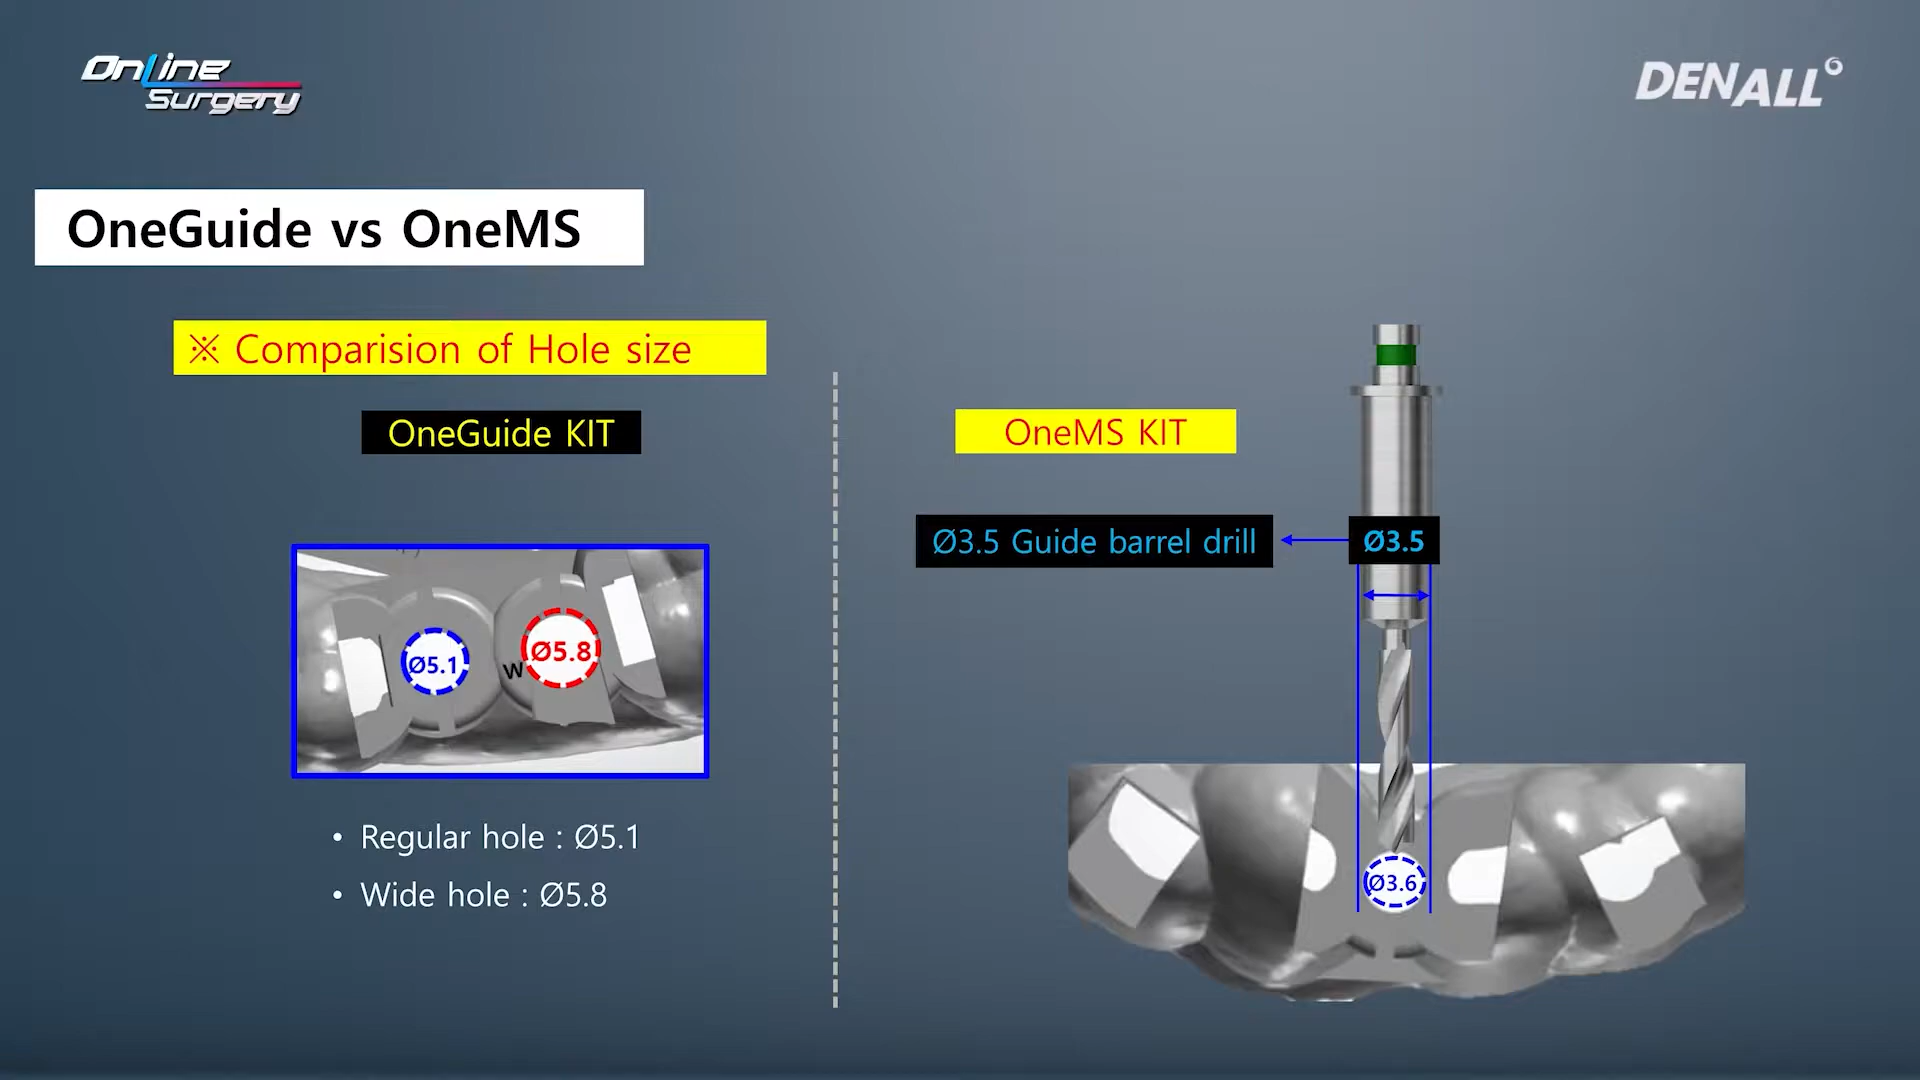 OnLine
Surgery
DENALL
OneGuide vs OneMS
※ Comparision of Hole size
OneGuide KIT
Ø5.1
W
Ø5.8
• Regular hole : Ø5.1
• Wide hole : Ø5.8
OneMS KIT
Ø3.5 Guide barrel drill
Ø3.5
Ø3.6